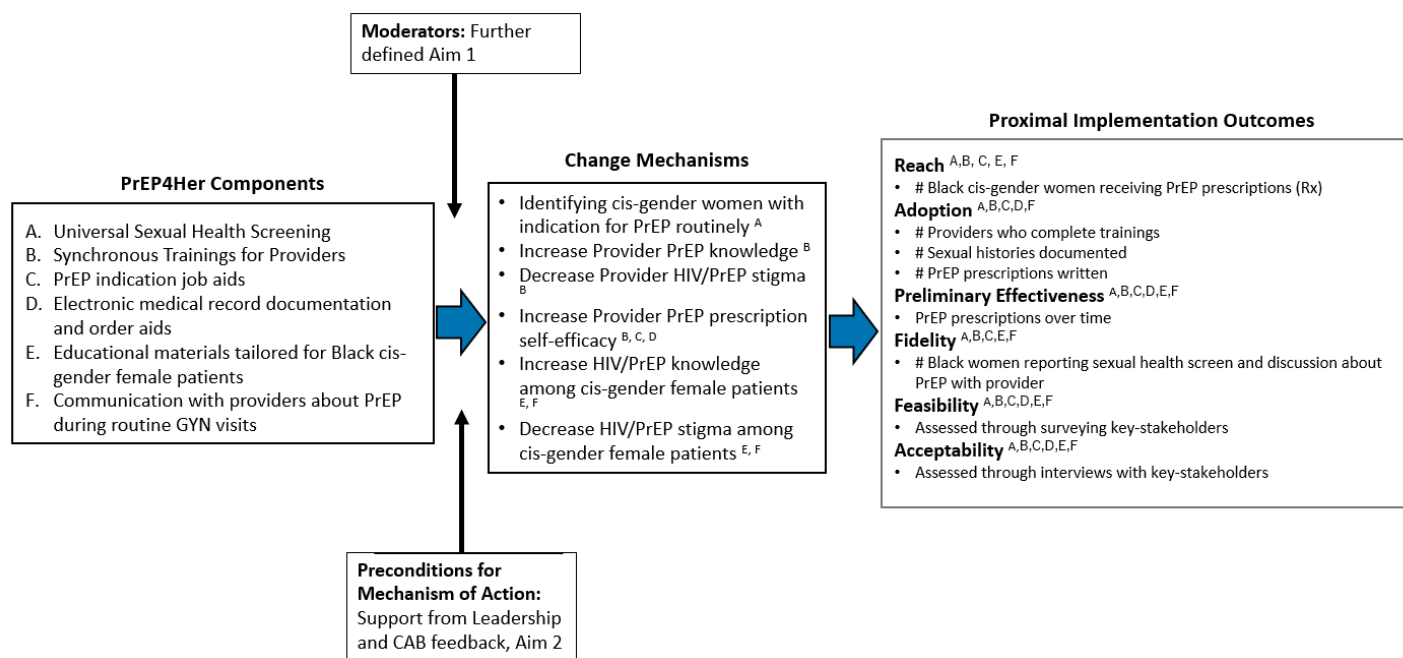 Moderators: Further
defined Aim 1
PrEP4Her Components
A. Universal Sexual Health Screening
B. Synchronous Trainings for Providers
C. PrEP indication job aids
D. Electronic medical record documentation
and order aids
E. Educational materials tailored for Black cis-
gender female patients
F. Communication with providers about PrEP
during routine GYN visits
Change Mechanisms
• Identifying cis-gender women with
indication for PrEP routinely A
• Increase Provider PrEP knowledge B
• Decrease Provider HIV/PrEP stigma
B
• Increase Provider PrEP prescription
self-efficacy B, C, D
• Increase HIV/PrEP knowledge
among cis-gender female patients
E, F
• Decrease HIV/PrEP stigma among
cis-gender female patients E, F
Preconditions for
Mechanism of Action:
Support from Leadership
and CAB feedback, Aim 2
Proximal Implementation Outcomes
Reach A,B, C, E, F
• # Black cis-gender women receiving PrEP prescriptions (Rx)
Adoption A,B,C,D,F
• # Providers who complete trainings
• # Sexual histories documented
• # PrEP prescriptions written
Preliminary Effectiveness A,B,C,D,E,F
• PrEP prescriptions over time
Fidelity A,B,C,E,F
• # Black women reporting sexual health screen and discussion about
PrEP with provider
Feasibility A,B,C,D,E,F
• Assessed through surveying key-stakeholders
Acceptability A,B,C,D,E,F
• Assessed through interviews with key-stakeholders